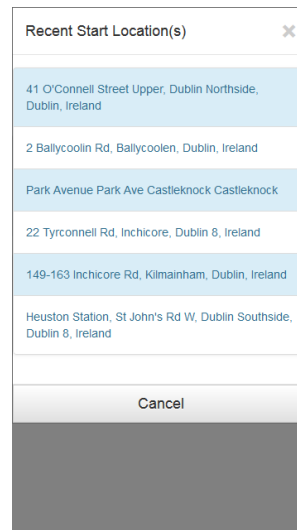 Recent Start Location(s)
41 O'Connell Street Upper, Dublin Northside,
Dublin, Ireland
2 Ballycoolin Rd, Ballycoolen, Dublin, Ireland
Park Avenue Park Ave Castleknock Castleknock
22 Tyrconnell Rd, Inchicore, Dublin 8, Ireland
149-163 Inchicore Rd, Kilmainham, Dublin, Ireland
Heuston Station, St John's Rd W, Dublin Southside,
Dublin 8, Ireland
Cancel